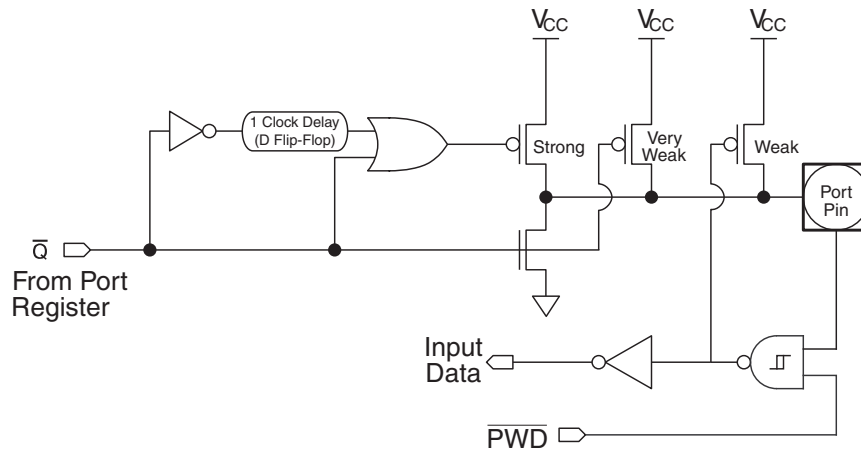 VCC
VCC
VCC
1 Clock Delay
(D Flip-Flop)
Strong
Very
Weak
Weak
Port
Pin
Q̅
From Port
Register
Input
Data
P̅W̅D̅